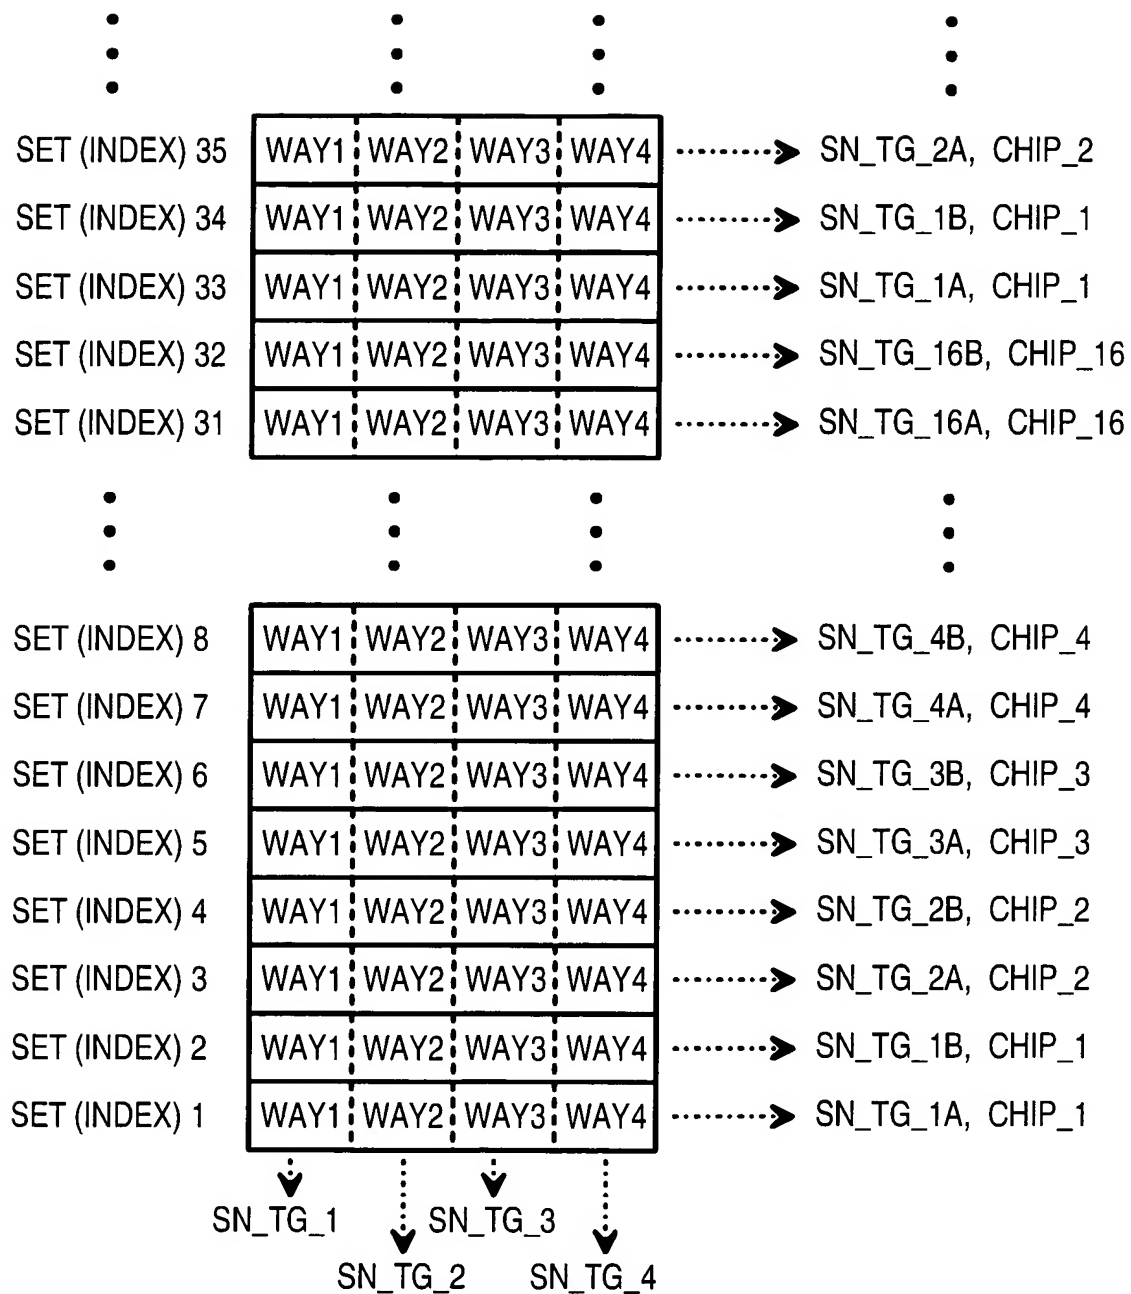 SET (INDEX) 35 WAY1 WAY2 WAY3 WAY4 SN_TG_2A, CHIP_2
SET (INDEX) 34 WAY1 WAY2 WAY3 WAY4 SN_TG_1B, CHIP_1
SET (INDEX) 33 WAY1 WAY2 WAY3 WAY4 SN_TG_1A, CHIP_1
SET (INDEX) 32 WAY1 WAY2 WAY3 WAY4 SN_TG_16B, CHIP_16
SET (INDEX) 31 WAY1 WAY2 WAY3 WAY4 SN_TG_16A, CHIP_16
SET (INDEX) 8 WAY1 WAY2 WAY3 WAY4 SN_TG_4B, CHIP_4
SET (INDEX) 7 WAY1 WAY2 WAY3 WAY4 SN_TG_4A, CHIP_4
SET (INDEX) 6 WAY1 WAY2 WAY3 WAY4 SN_TG_3B, CHIP_3
SET (INDEX) 5 WAY1 WAY2 WAY3 WAY4 SN_TG_3A, CHIP_3
SET (INDEX) 4 WAY1 WAY2 WAY3 WAY4 SN_TG_2B, CHIP_2
SET (INDEX) 3 WAY1 WAY2 WAY3 WAY4 SN_TG_2A, CHIP_2
SET (INDEX) 2 WAY1 WAY2 WAY3 WAY4 SN_TG_1B, CHIP_1
SET (INDEX) 1 WAY1 WAY2 WAY3 WAY4 SN_TG_1A, CHIP_1
SN_TG_1 SN_TG_3
SN_TG_2 SN_TG_4